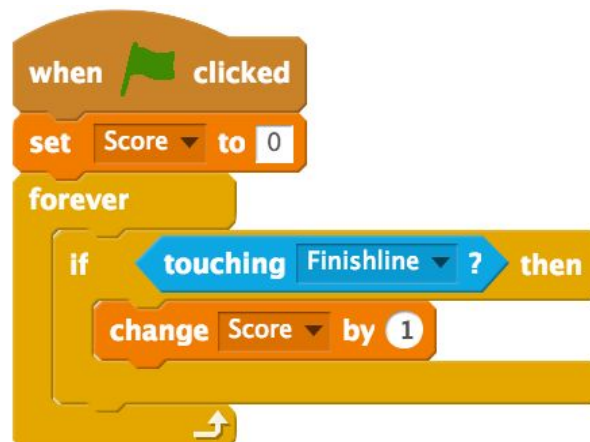 when clicked
set Score to 0
forever
if touching Finishline ? then
change Score by 1